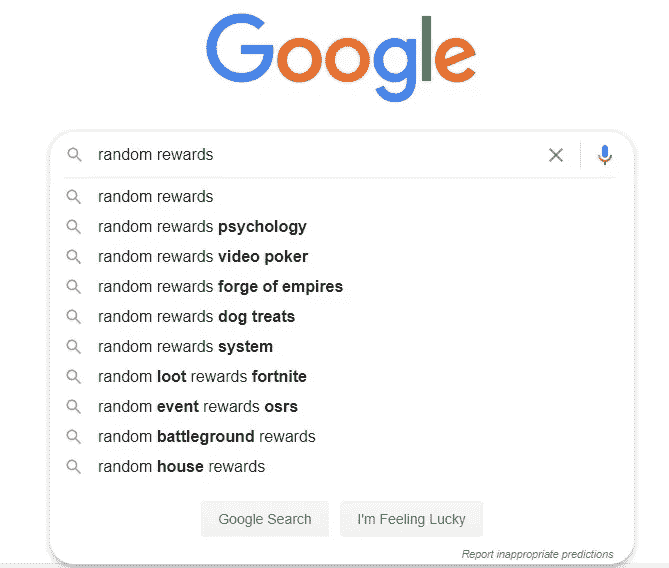 Google
random rewards
random rewards
random rewards psychology
random rewards video poker
random rewards forge of empires
random rewards dog treats
random rewards system
random loot rewards fortnite
random event rewards osrs
random battleground rewards
random house rewards
Google Search I'm Feeling Lucky
Report inappropriate predictions